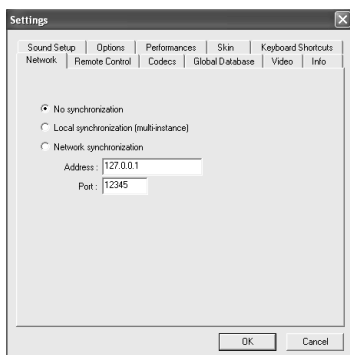 Settings
Sound Setup Options Performances Skin Keyboard Shortcuts
Network Remote Control Codecs Global Database Video Info
No synchronization
Local synchronization (multi-instance)
Network synchronization
Address : 127.0.0.1
Port : 12345
OK Cancel